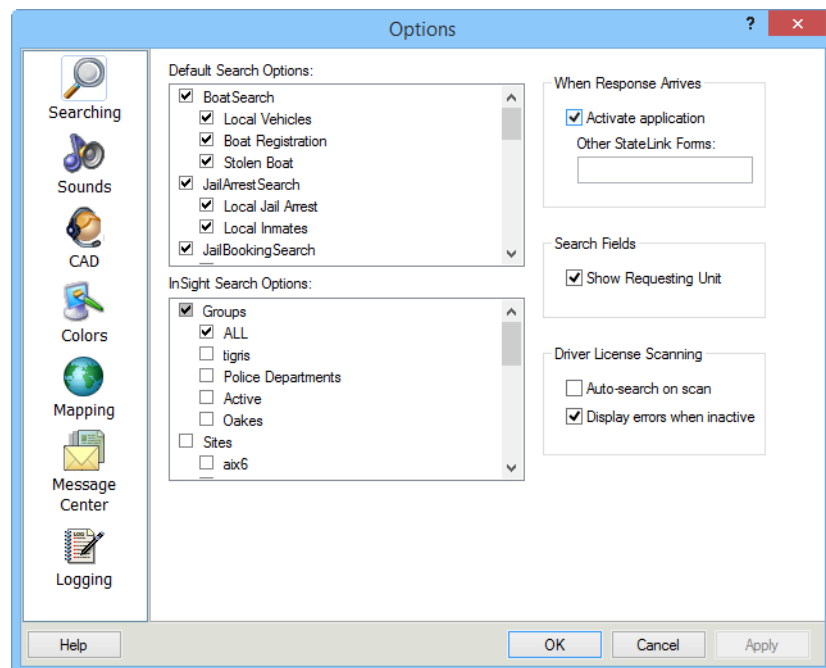 Options
?
Searching
Sounds
CAD
Colors
Mapping
Message
Center
LOG
Logging
Default Search Options:
BoatSearch
Local Vehicles
Boat Registration
Stolen Boat
JailArrestSearch
Local Jail Arrest
Local Inmates
JailBookingSearch
InSight Search Options:
Groups
ALL
tigris
Police Departments
Active
Oakes
Sites
aix6
When Response Arrives
Activate application
Other StateLink Forms:
Search Fields
Show Requesting Unit
Driver License Scanning
Auto-search on scan
Display errors when inactive
Help
OK
Cancel
Apply